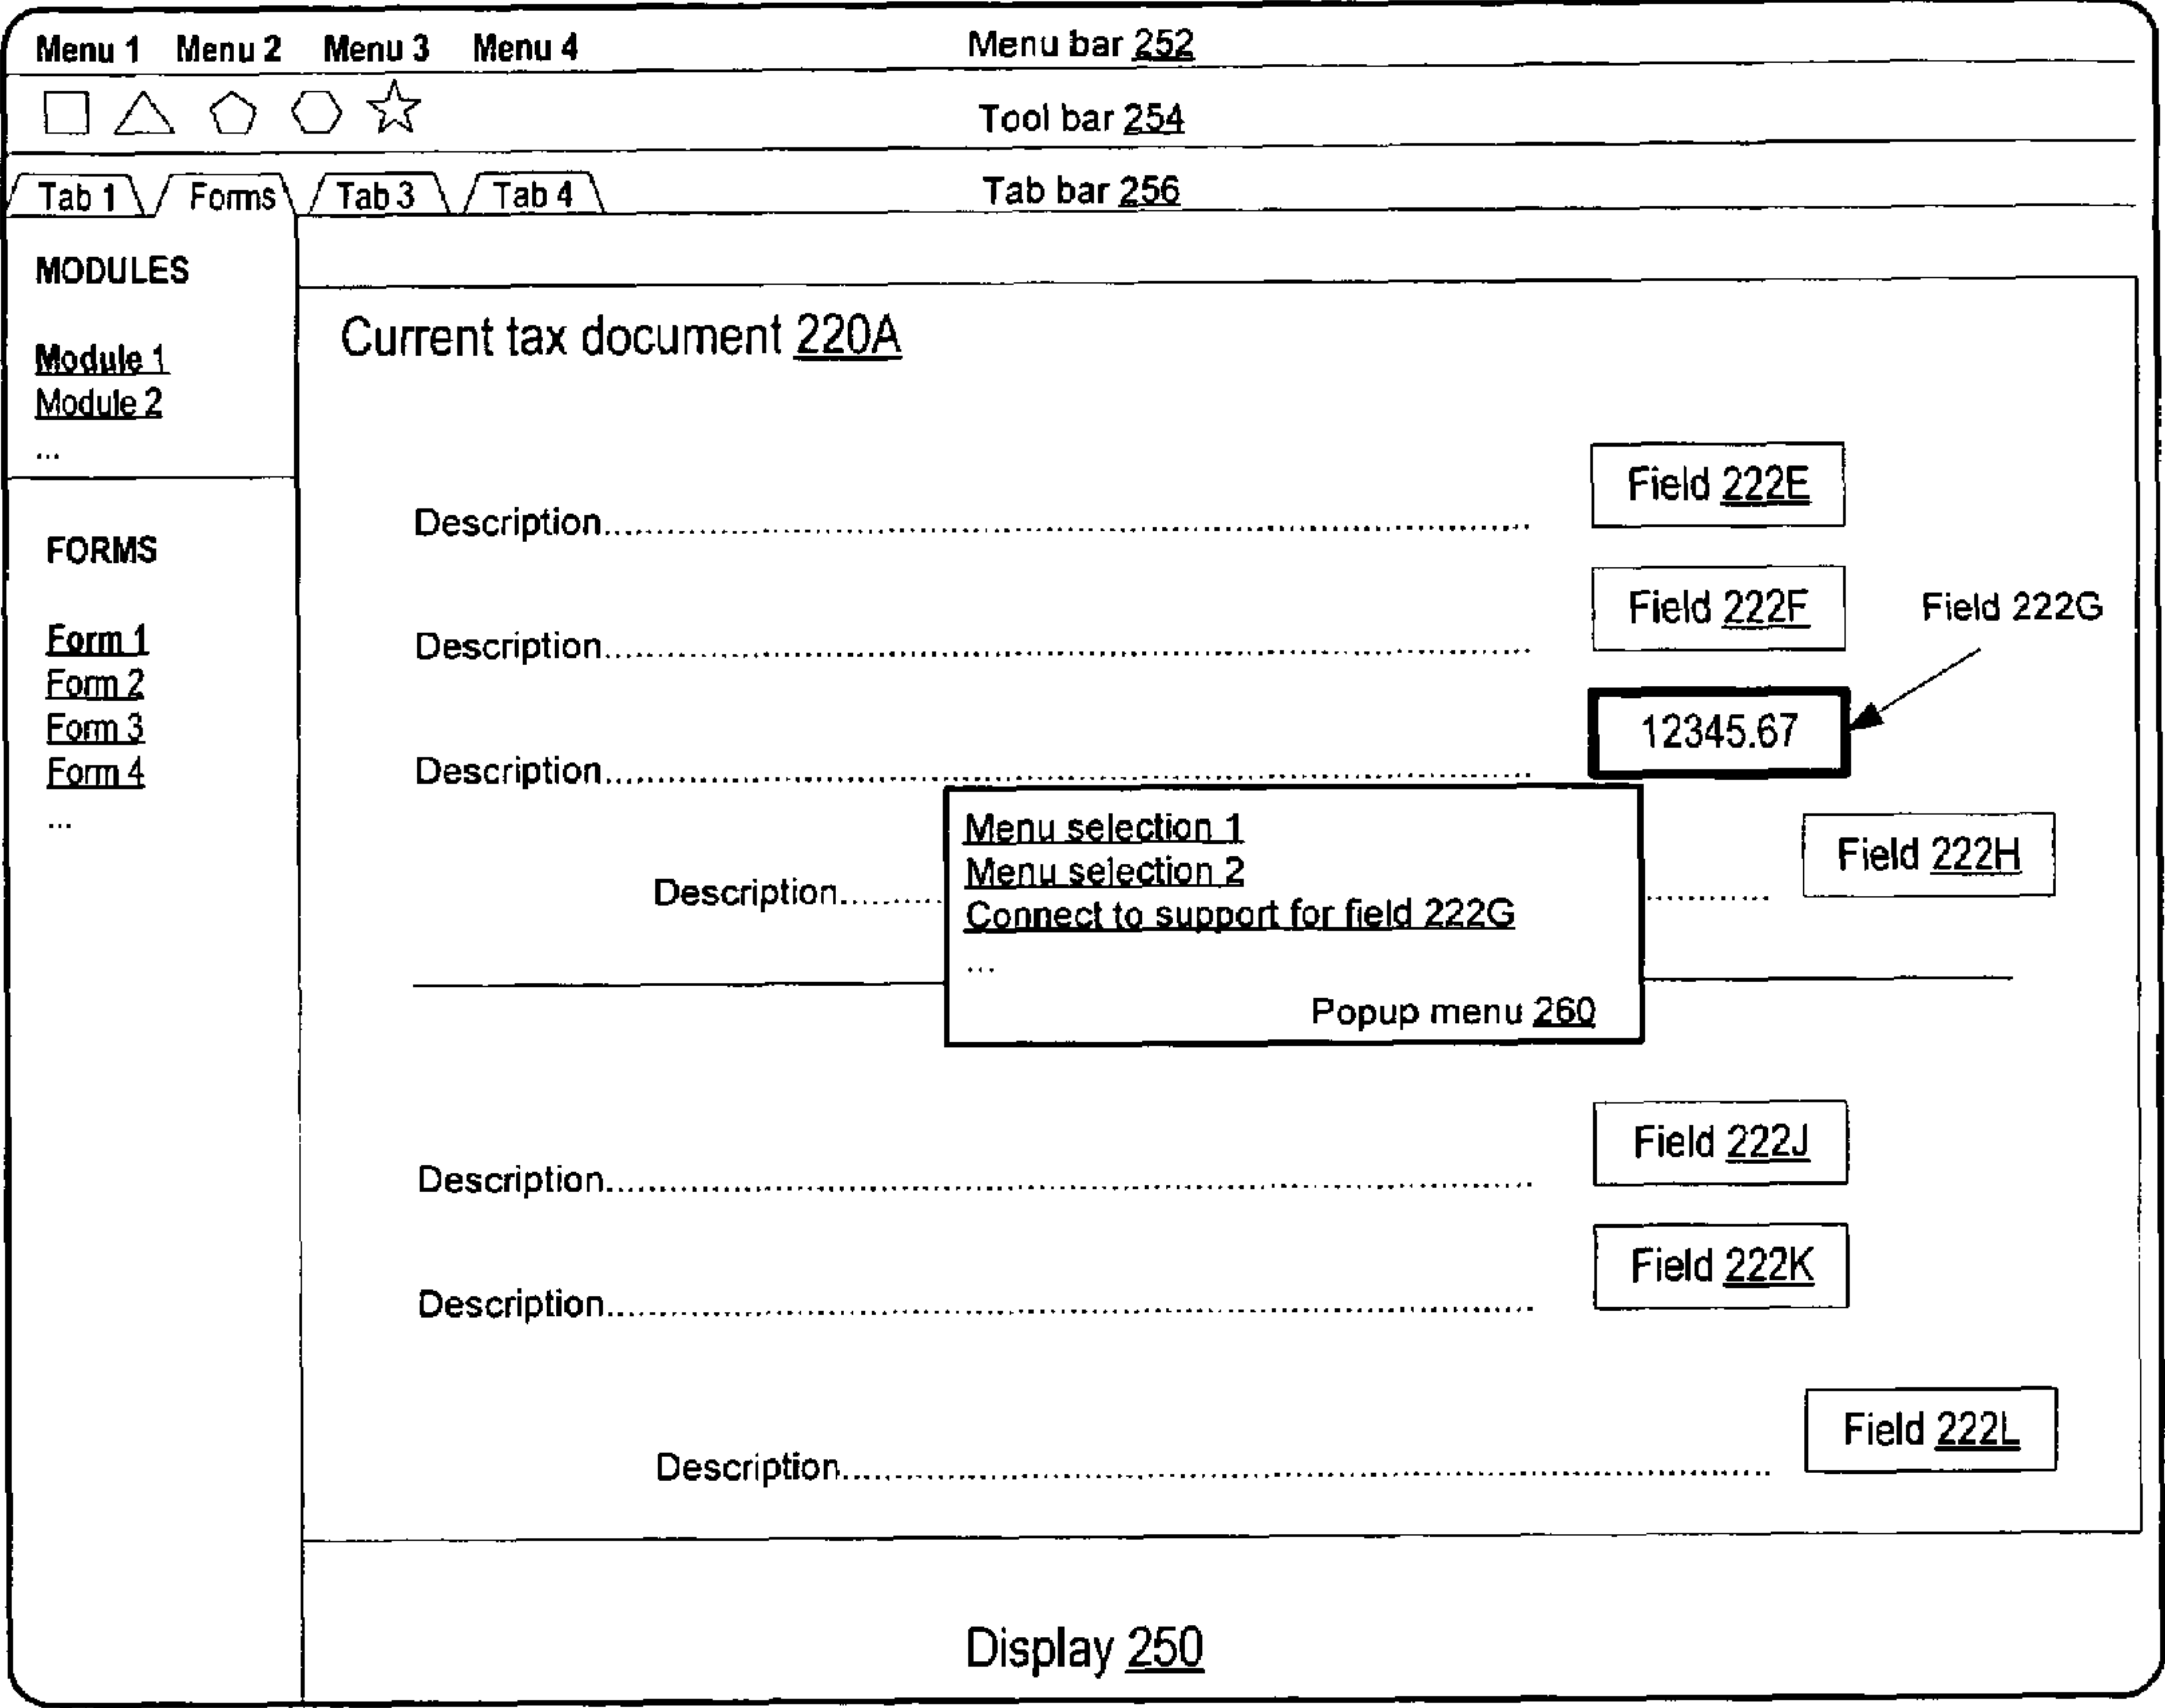 Menu 1 Menu 2 Menu 3 Menu 4 Menu bar 252
Tool bar 254
Tab 1 Forms Tab 3 Tab 4 Tab bar 256
MODULES
Module 1
Module 2
...
FORMS
Form 1
Form 2
Form 3
Form 4
...
Current tax document 220A
Description.......... Field 222E
Description.......... Field 222F
Field 222G
Description.......... 12345.67
Description.......... Field 222H
Menu selection 1
Menu selection 2
Connect to support for field 222G
...
Popup menu 260
Description.......... Field 222J
Description.......... Field 222K
Description.......... Field 222L
Display 250